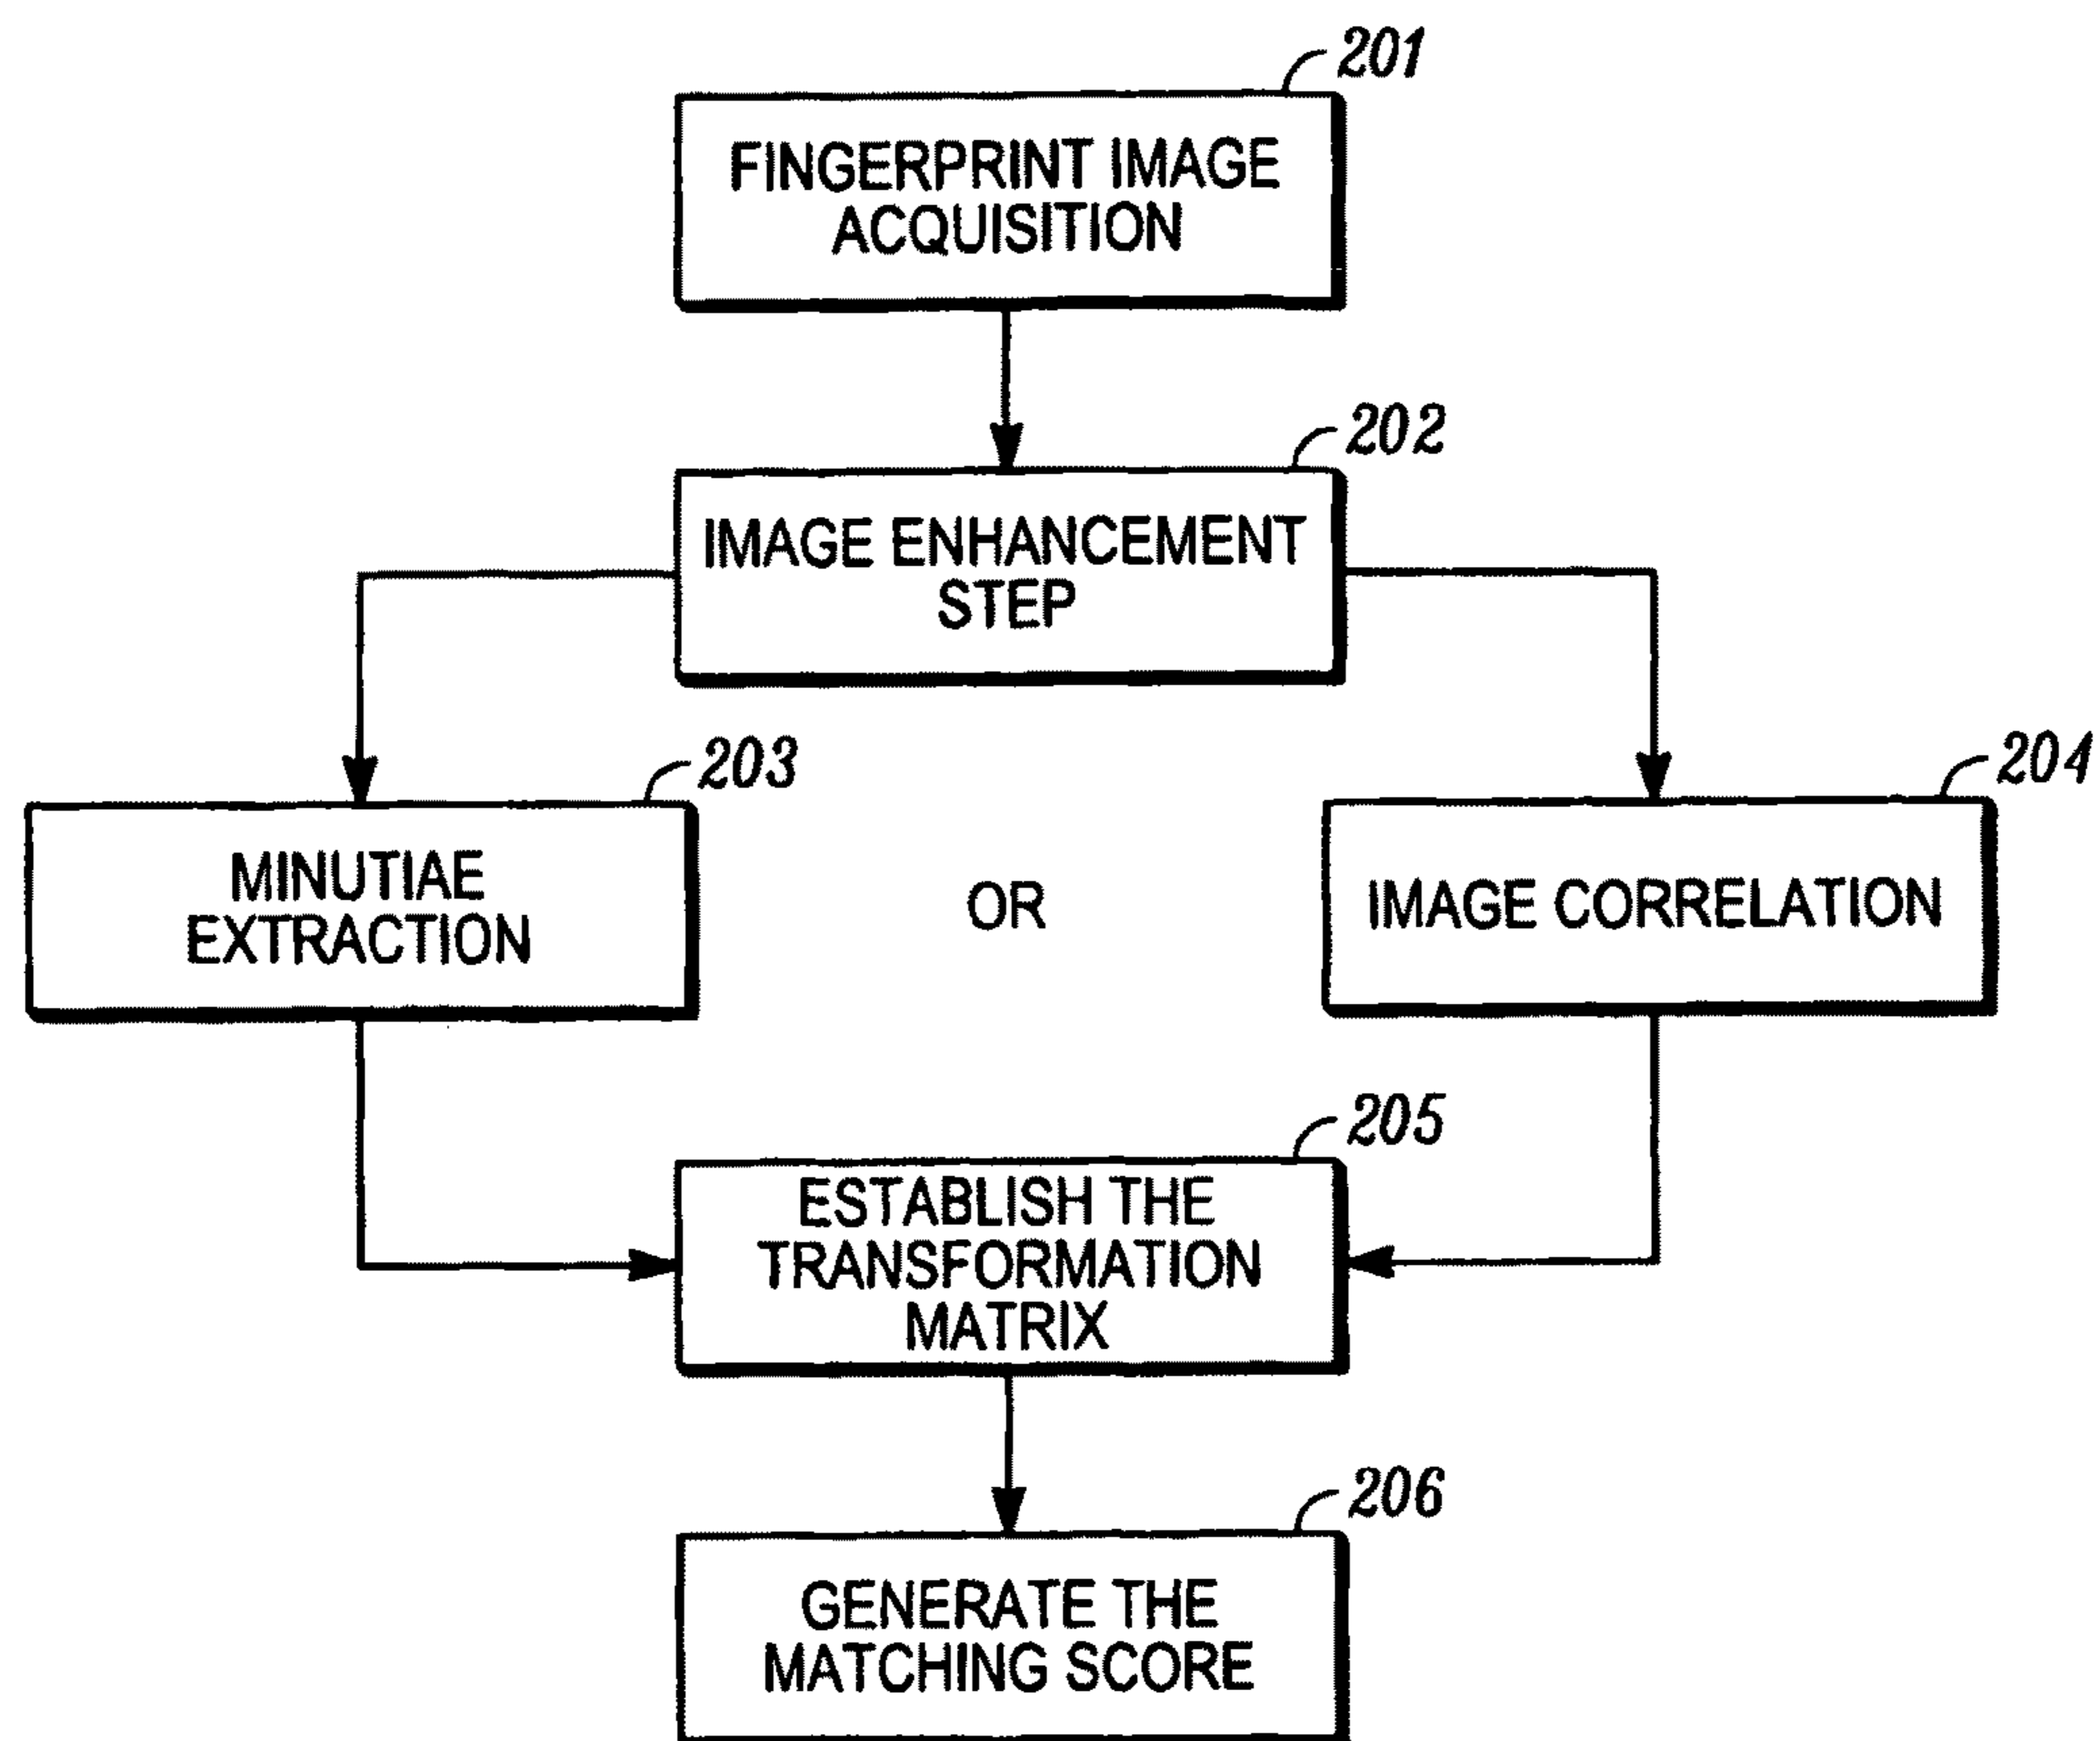 201
FINGERPRINT IMAGE
ACQUISITION
202
IMAGE ENHANCEMENT
STEP
203
MINUTIAE
EXTRACTION
OR
204
IMAGE CORRELATION
205
ESTABLISH THE
TRANSFORMATION
MATRIX
206
GENERATE THE
MATCHING SCORE